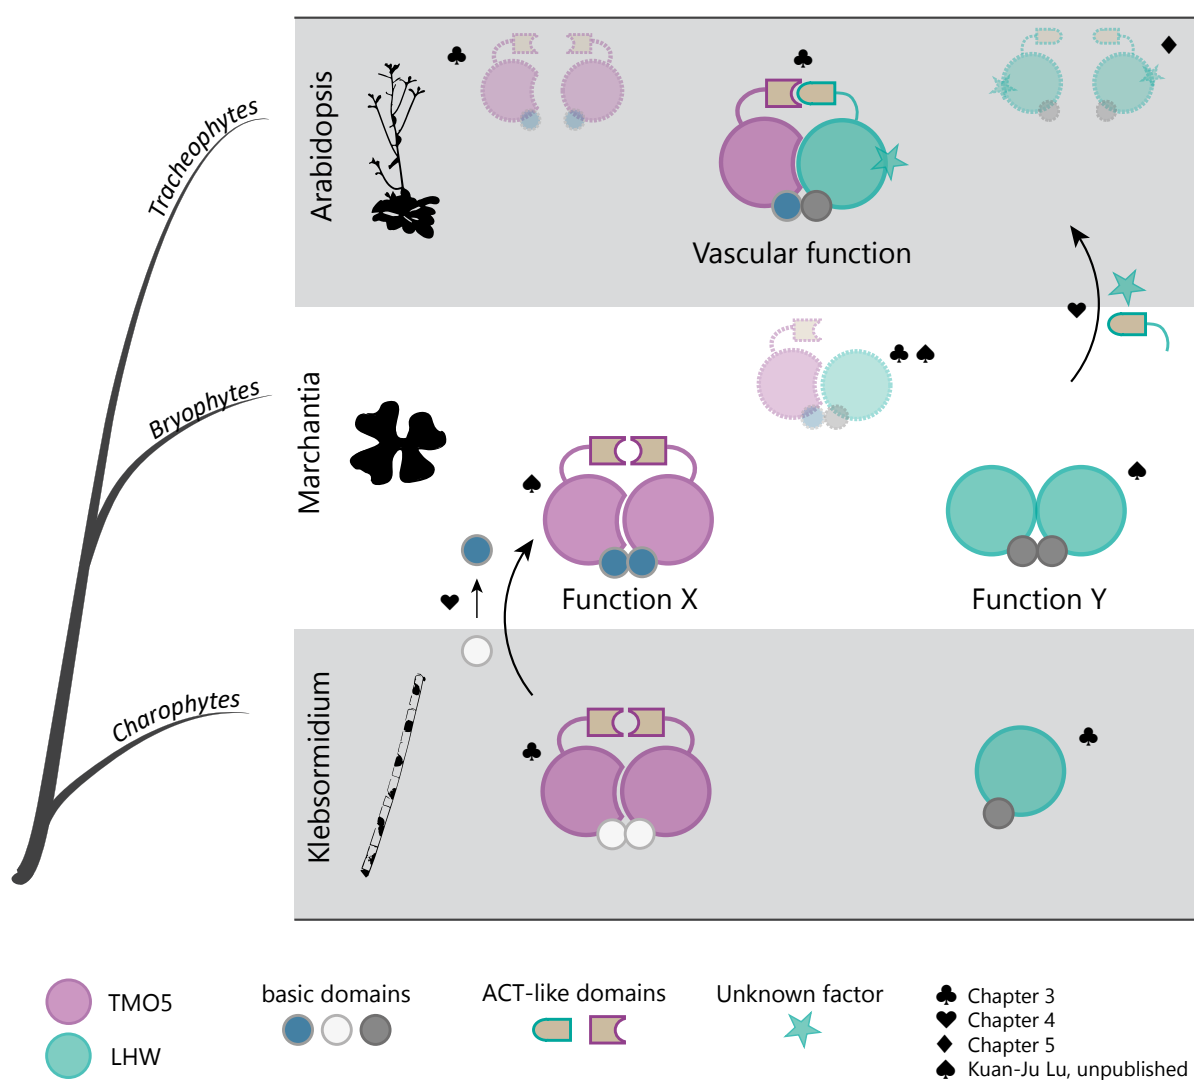 Tracheophytes
Arabidopsis
Vascular function
Bryophytes
Marchantia
Function X
Function Y
Charophytes
Klebsormidium
TMO5
LHW
basic domains
ACT-like domains
Unknown factor
Chapter 3
Chapter 4
Chapter 5
Kuan-Ju Lu, unpublished